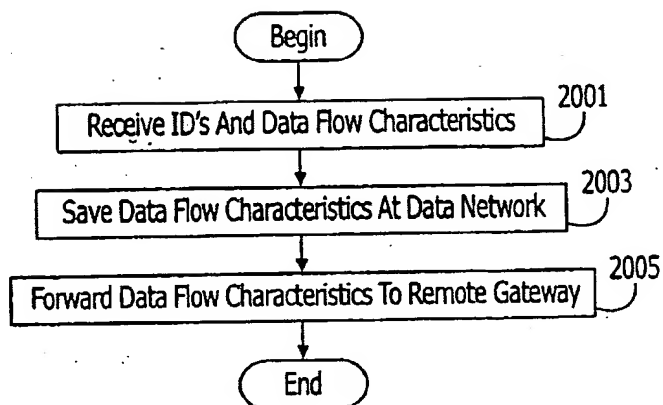 Begin
2001
Receive ID's And Data Flow Characteristics
2003
Save Data Flow Characteristics At Data Network
2005
Forward Data Flow Characteristics To Remote Gateway
End